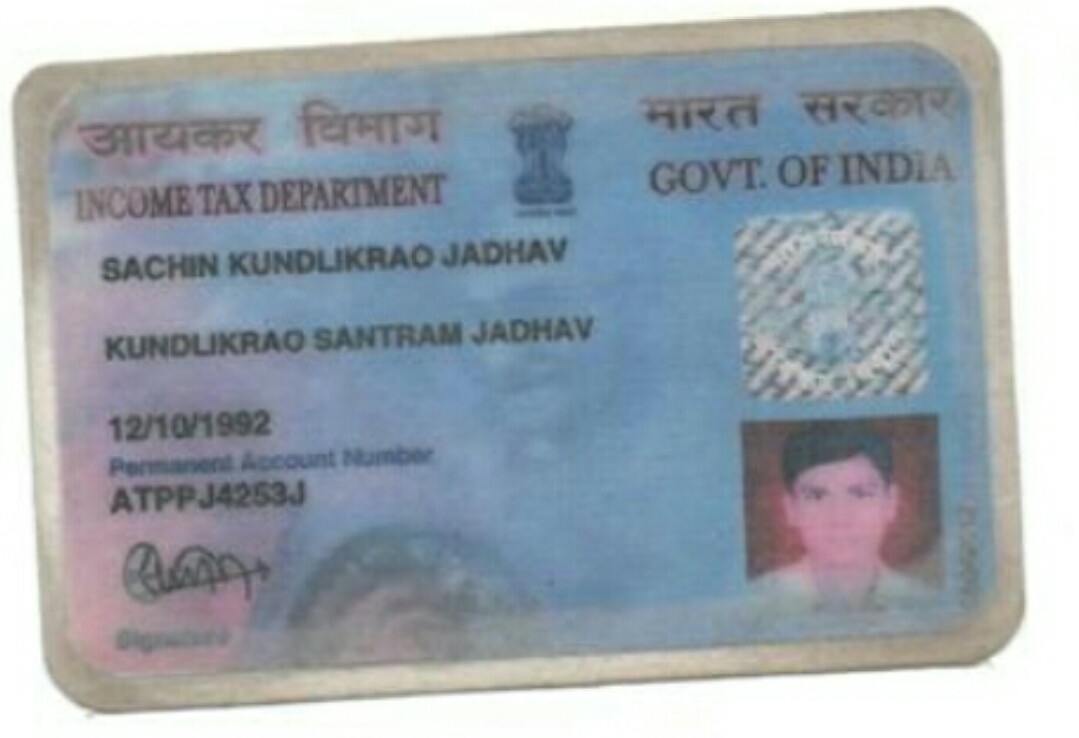 आयकर विभाग
INCOME TAX DEPARTMENT
भारत सरकार
GOVT. OF INDIA
SACHIN KUNDLIKRAO JADHAV
KUNDLIKRAO SANTRAM JADHAV
12/10/1992
Permanent Account Number
ATPPJ4253J
Signature